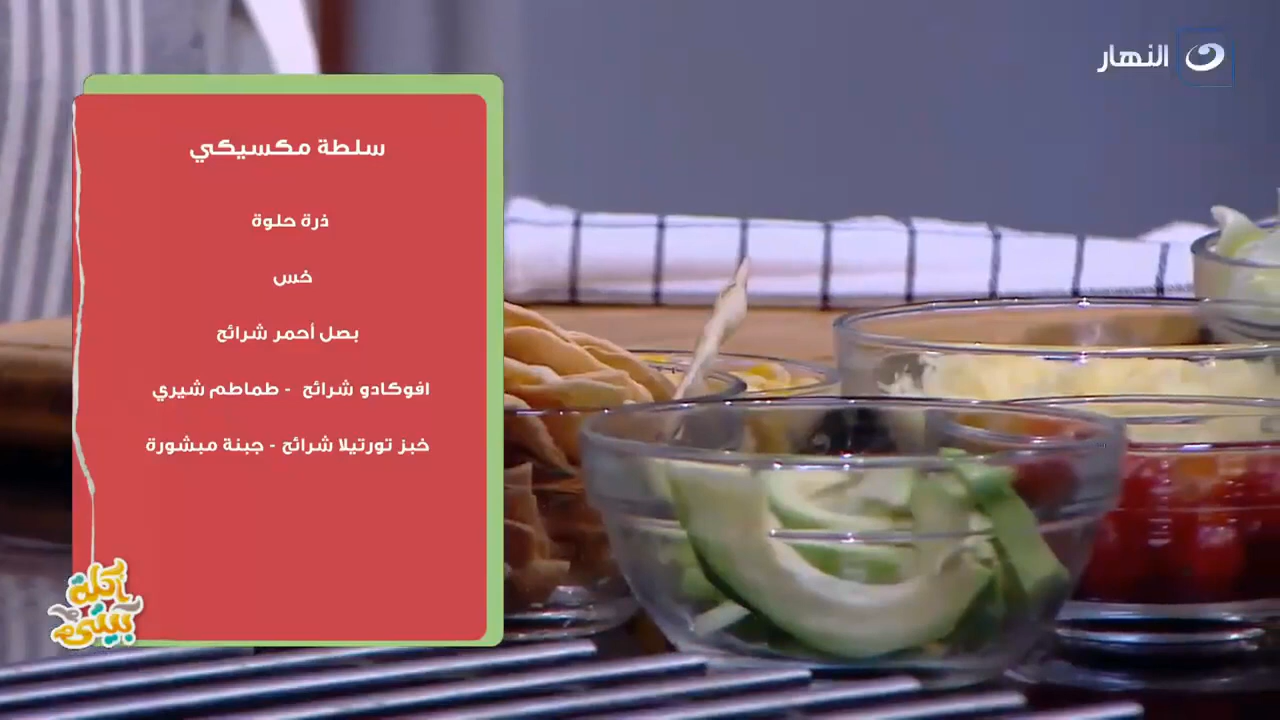 النهار
سلطة مكسيكي
ذرة حلوة
خس
بصل أحمر شرائح
افوكادو شرائح - طماطم شيري
خبز تورتيلا شرائح - جبنة مبشورة
أكلة
بيتي